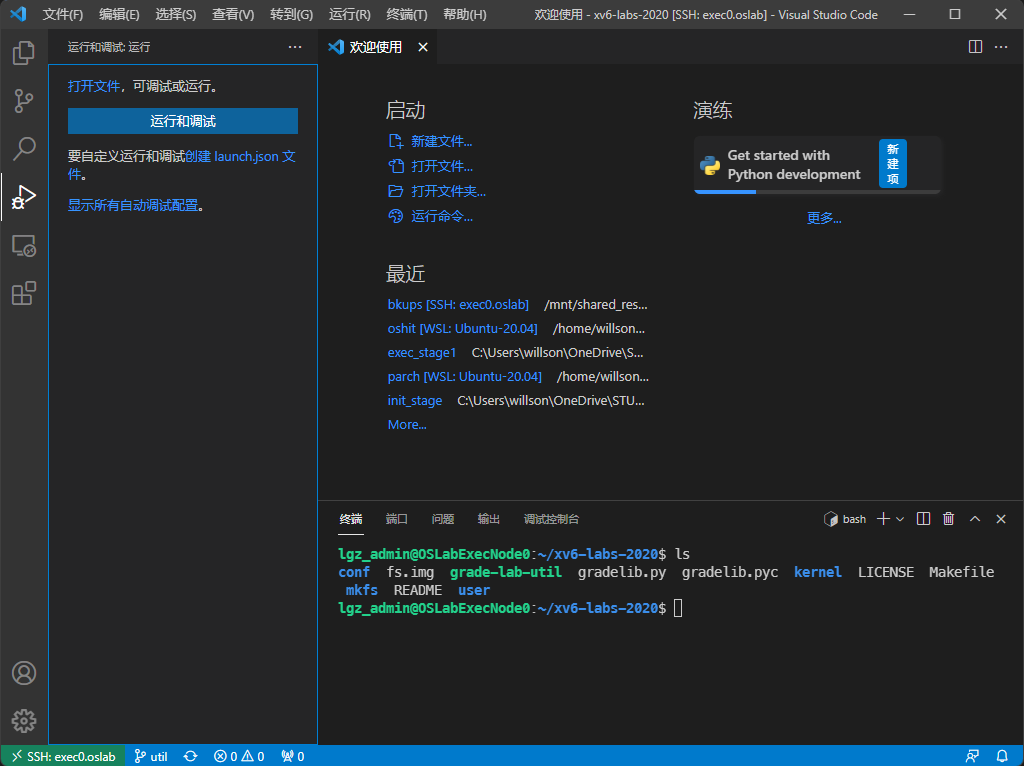 文件(F) 编辑(E) 选择(S) 查看(V) 转到(G) 运行(R) 终端(T) 帮助(H) 欢迎使用 - xv6-labs-2020 [SSH: exec0.oslab] - Visual Studio Code
运行和调试: 运行
欢迎使用
打开文件，可调试或运行。
运行和调试
要自定义运行和调试创建 launch.json 文
件。
显示所有自动调试配置。
启动
新建文件...
打开文件...
打开文件夹...
运行命令...
最近
bkups [SSH: exec0.oslab] /mnt/shared_res...
oshit [WSL: Ubuntu-20.04] /home/willson...
exec_stage1 C:\Users\willson\OneDrive\S...
parch [WSL: Ubuntu-20.04] /home/willson...
init_stage C:\Users\willson\OneDrive\STU...
More...
演练
Get started with
Python development
新
建
项
更多...
终端 端口 问题 输出 调试控制台 bash
lgz_admin@OSLabExecNode0:~/xv6-labs-2020$ ls
conf fs.img grade-lab-util gradelib.py gradelib.pyc kernel LICENSE Makefile
mkfs README user
lgz_admin@OSLabExecNode0:~/xv6-labs-2020$
SSH: exec0.oslab util 0 0 0